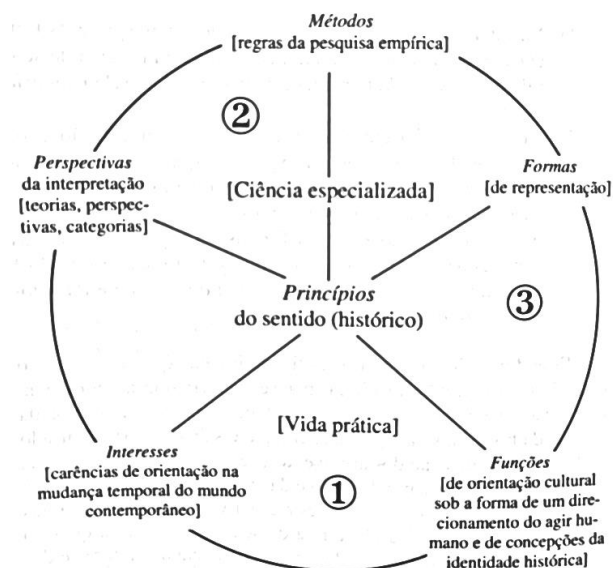 Métodos
[regras da pesquisa empírica]
②
Perspectivas
da interpretação
[teorias, perspec-
tivas, categorias]
[Ciência especializada]
Formas
[de representação]
Princípios
do sentido (histórico)
③
[Vida prática]
Interesses
[carências de orientação na
mudança temporal do mundo
contemporâneo]
①
Funções
[de orientação cultural
sob a forma de um dire-
cionamento do agir hu-
mano e de concepções da
identidade histórica]